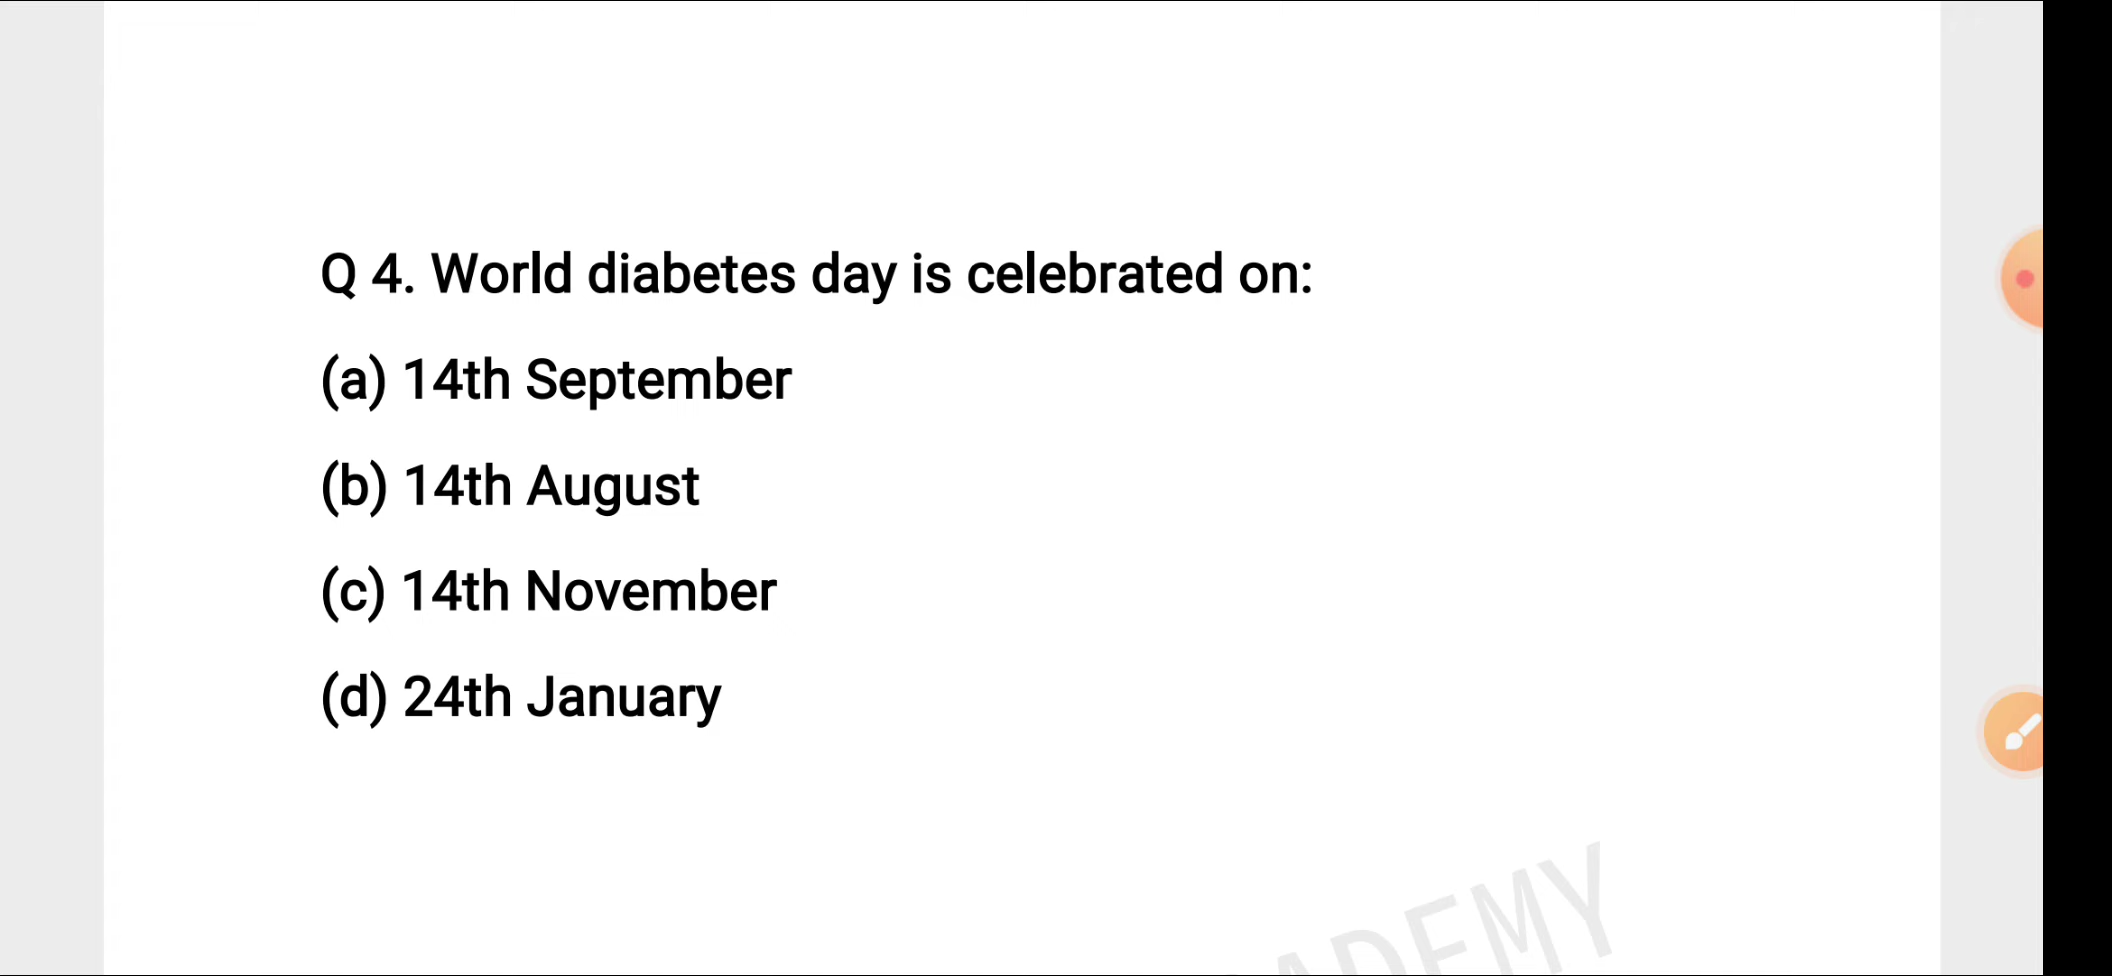 Q 4. World diabetes day is celebrated on:
(a) 14th September
(b) 14th August
(c) 14th November
(d) 24th January